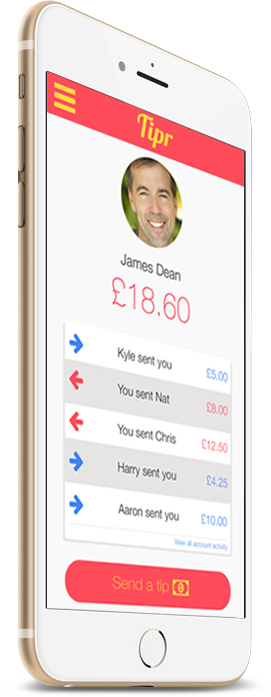 Tipr
James Dean
£18.60
Kyle sent you £5.00
You sent Nat £8.00
You sent Chris £12.50
Harry sent you £4.25
Aaron sent you £10.00
View all account activity
Send a tip